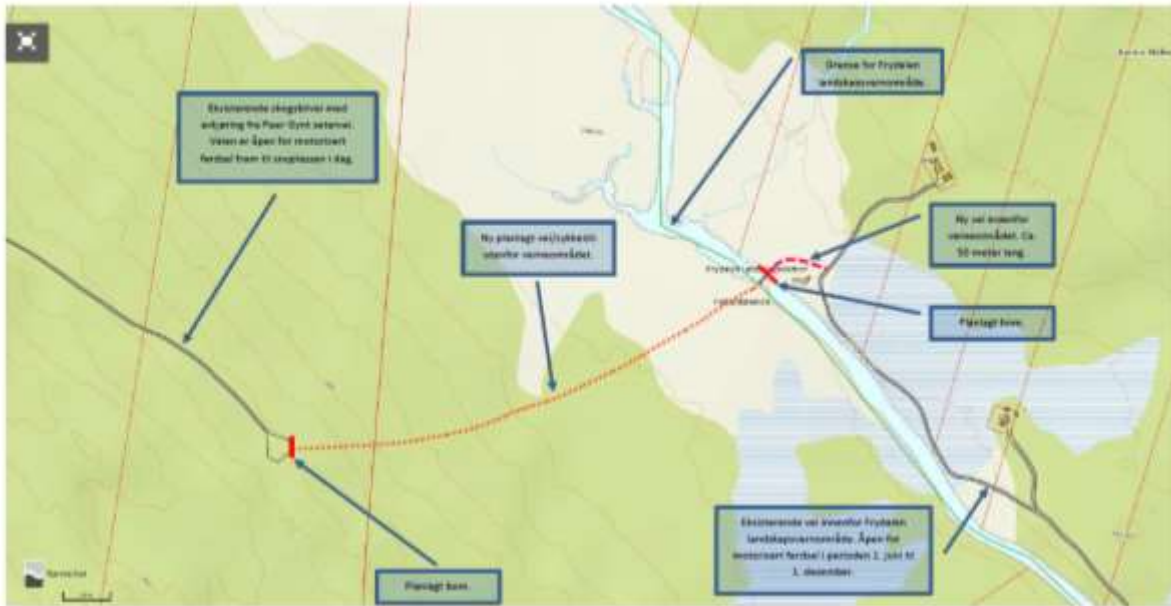 Grense for Frydalen
landskapsvernområde.
Eksisterende skogsbilvei med
avkjøring fra Peer Gynt setervei.
Veien er åpen for motorisert
ferdsel fram til snuplassen i dag.
Ny planlagt vei/sykkelsti
utenfor verneområdet.
Ny vei innenfor
verneområdet. Ca.
50 meter lang.
Planlagt bom.
Eksisterende vei innenfor Frydalen
landskapsvernområde. Åpen for
motorisert ferdsel i perioden 1. juni til
1. desember.
Planlagt bom.